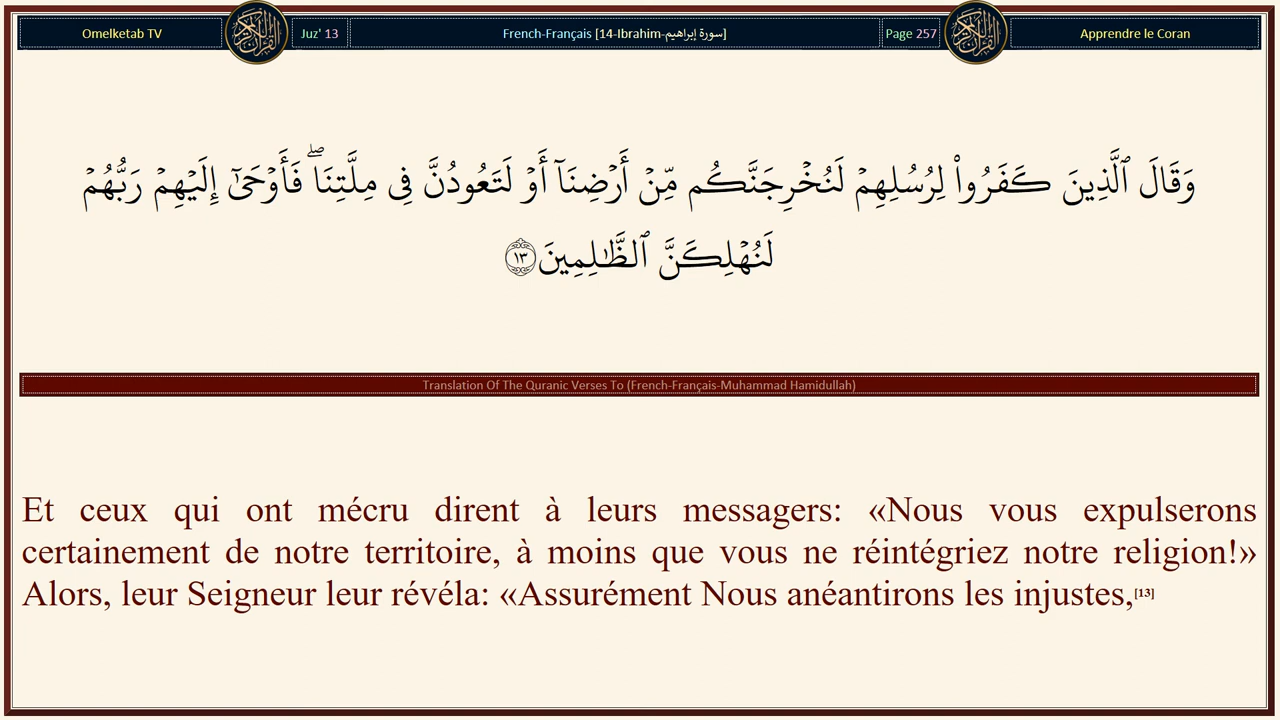 Omelketab TV
Juz' 13
French-Français [14-Ibrahim-سورة إبراهيم]
Page 257
Apprendre le Coran
وَقَالَ ٱلَّذِينَ كَفَرُوا۟ لِرُسُلِهِمۡ لَنُخۡرِجَنَّكُم مِّنۡ أَرۡضِنَآ أَوۡ لَتَعُودُنَّ فِى مِلَّتِنَاۖ فَأَوۡحَىٰٓ إِلَيۡهِمۡ رَبُّهُمۡ
لَنُهۡلِكَنَّ ٱلظَّـٰلِمِينَ ١٣
Translation Of The Quranic Verses To (French-Français-Muhammad Hamidullah)
Et ceux qui ont mécru dirent à leurs messagers: «Nous vous expulserons
certainement de notre territoire, à moins que vous ne réintégriez notre religion!»
Alors, leur Seigneur leur révéla: «Assurément Nous anéantirons les injustes,[13]